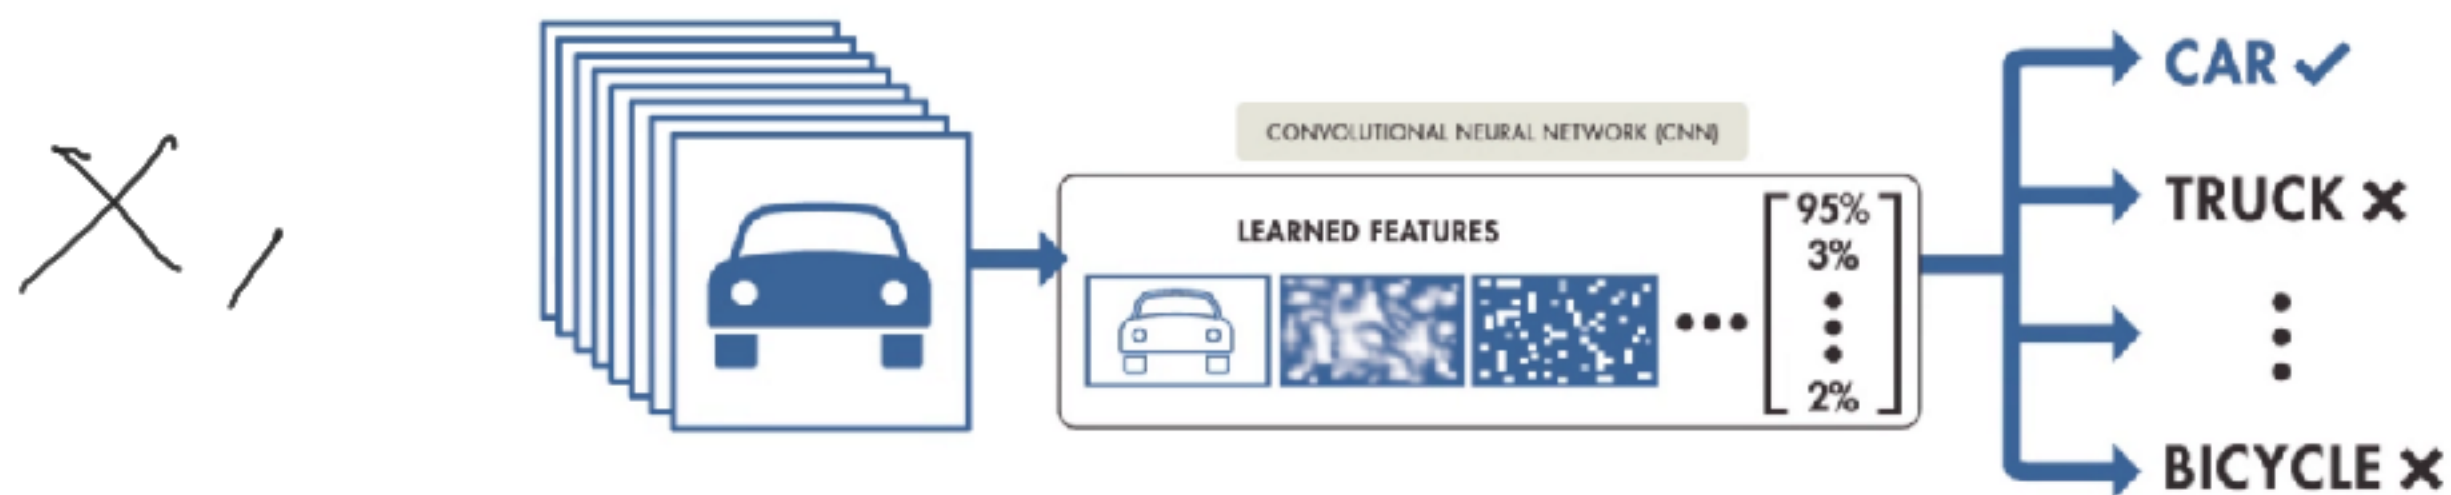 X,
CONVOLUTIONAL NEURAL NETWORK (CNN)
LEARNED FEATURES
95%
3%
2%
CAR ✓
TRUCK ✗
BICYCLE ✗